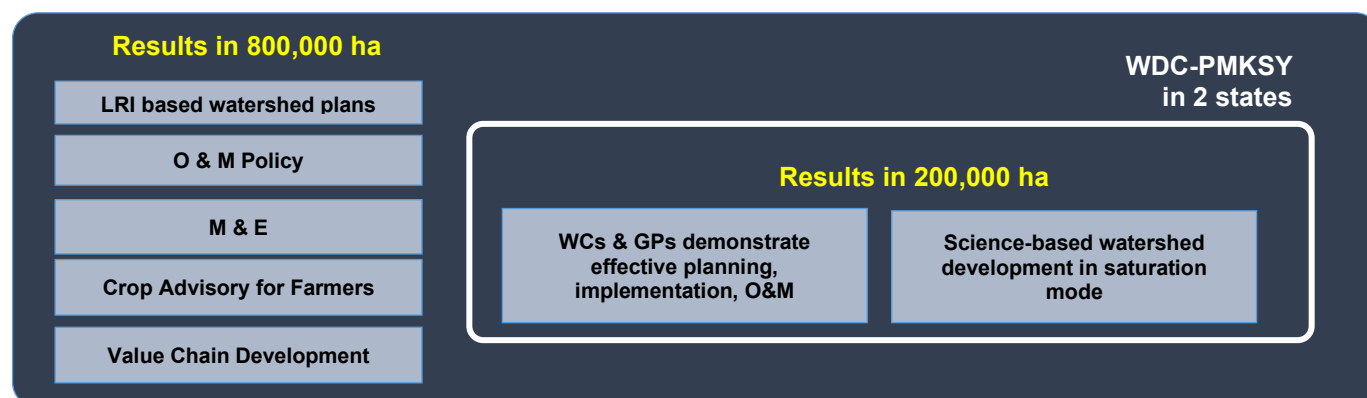 Results in 800,000 ha
LRI based watershed plans
O & M Policy
M & E
Crop Advisory for Farmers
Value Chain Development
WDC-PMKSY
in 2 states
Results in 200,000 ha
WCs & GPs demonstrate
effective planning,
implementation, O&M
Science-based watershed
development in saturation
mode